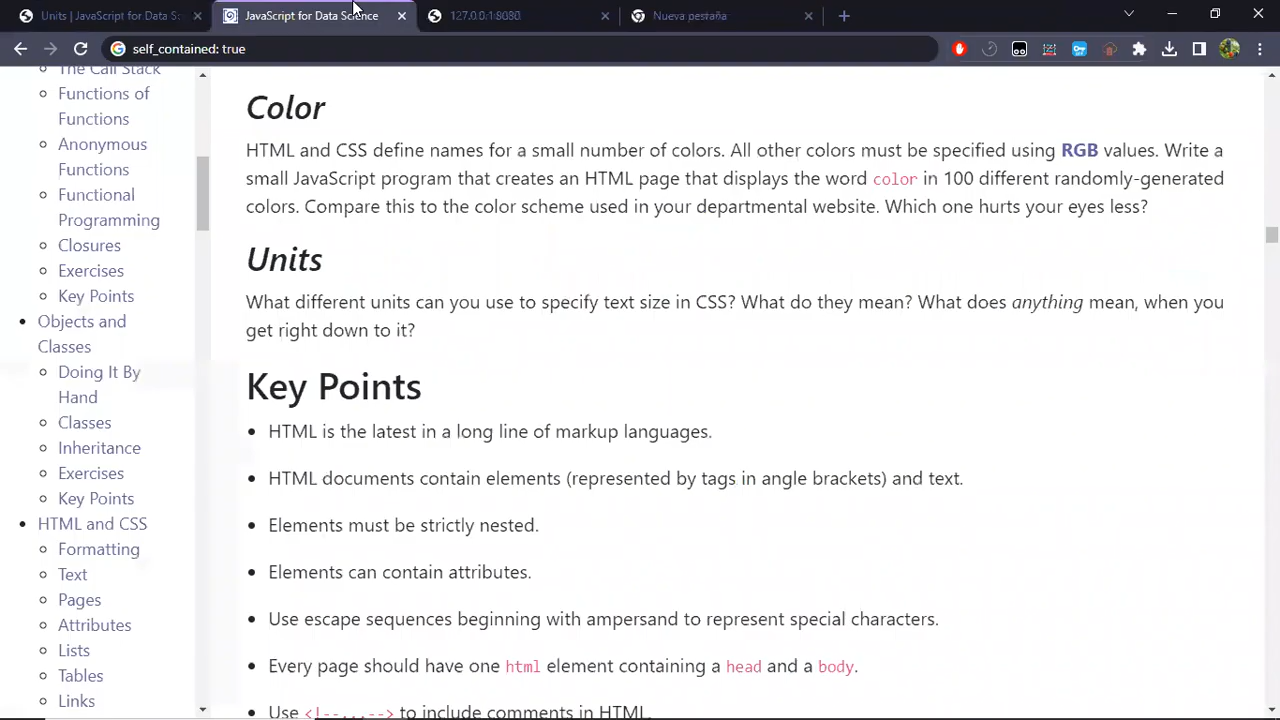 Units | JavaScript for Data S
JavaScript for Data Science
127.0.0.1:8080
Nueva pestaña
self_contained: true
The Call Stack
Functions of
Functions
Anonymous
Functions
Functional
Programming
Closures
Exercises
Key Points
Objects and
Classes
Doing It By
Hand
Classes
Inheritance
Exercises
Key Points
HTML and CSS
Formatting
Text
Pages
Attributes
Lists
Tables
Links
Color
HTML and CSS define names for a small number of colors. All other colors must be specified using RGB values. Write a
small JavaScript program that creates an HTML page that displays the word color in 100 different randomly-generated
colors. Compare this to the color scheme used in your departmental website. Which one hurts your eyes less?
Units
What different units can you use to specify text size in CSS? What do they mean? What does anything mean, when you
get right down to it?
Key Points
HTML is the latest in a long line of markup languages.
HTML documents contain elements (represented by tags in angle brackets) and text.
Elements must be strictly nested.
Elements can contain attributes.
Use escape sequences beginning with ampersand to represent special characters.
Every page should have one html element containing a head and a body.
Use <!--...--> to include comments in HTML.